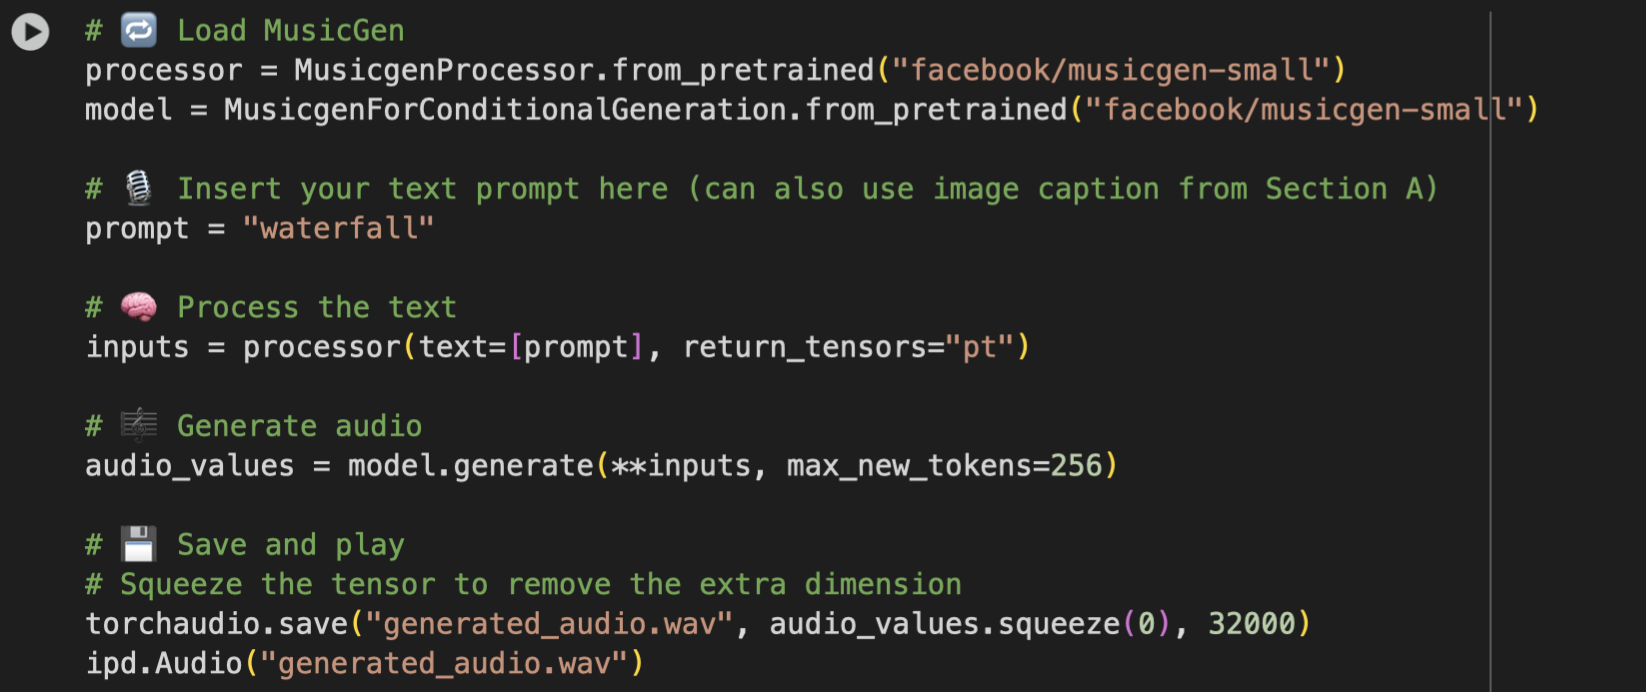 # 🔁 Load MusicGen
processor = MusicgenProcessor.from_pretrained("facebook/musicgen-small")
model = MusicgenForConditionalGeneration.from_pretrained("facebook/musicgen-small")
# 🎙️ Insert your text prompt here (can also use image caption from Section A)
prompt = "waterfall"
# 🧠 Process the text
inputs = processor(text=[prompt], return_tensors="pt")
# 🎼 Generate audio
audio_values = model.generate(**inputs, max_new_tokens=256)
# 💾 Save and play
# Squeeze the tensor to remove the extra dimension
torchaudio.save("generated_audio.wav", audio_values.squeeze(0), 32000)
ipd.Audio("generated_audio.wav")